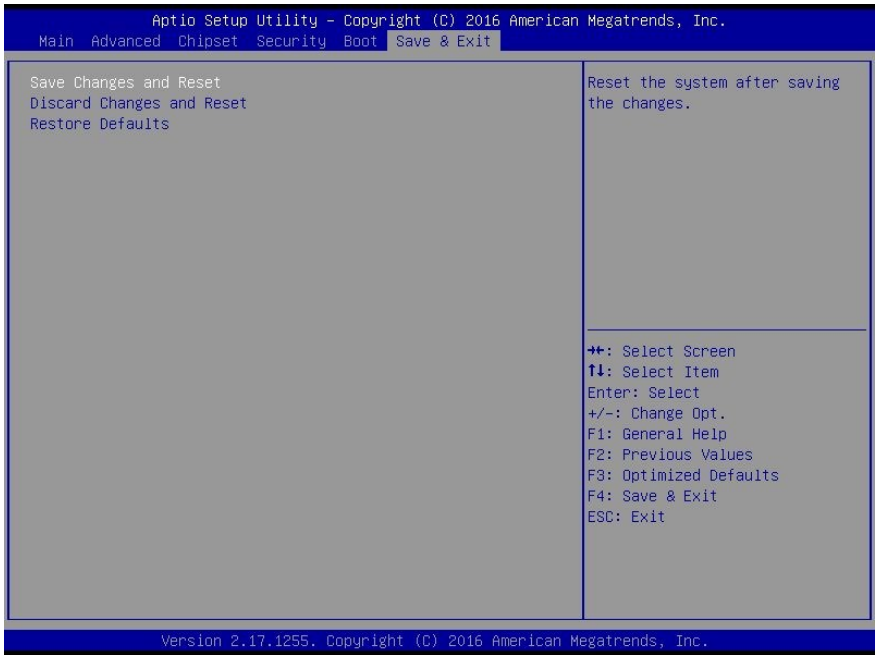 Aptio Setup Utility – Copyright (C) 2016 American Megatrends, Inc.
Main Advanced Chipset Security Boot Save & Exit
Save Changes and Reset
Discard Changes and Reset
Restore Defaults
Reset the system after saving
the changes.
→←: Select Screen
↑↓: Select Item
Enter: Select
+/-: Change Opt.
F1: General Help
F2: Previous Values
F3: Optimized Defaults
F4: Save & Exit
ESC: Exit
Version 2.17.1255. Copyright (C) 2016 American Megatrends, Inc.